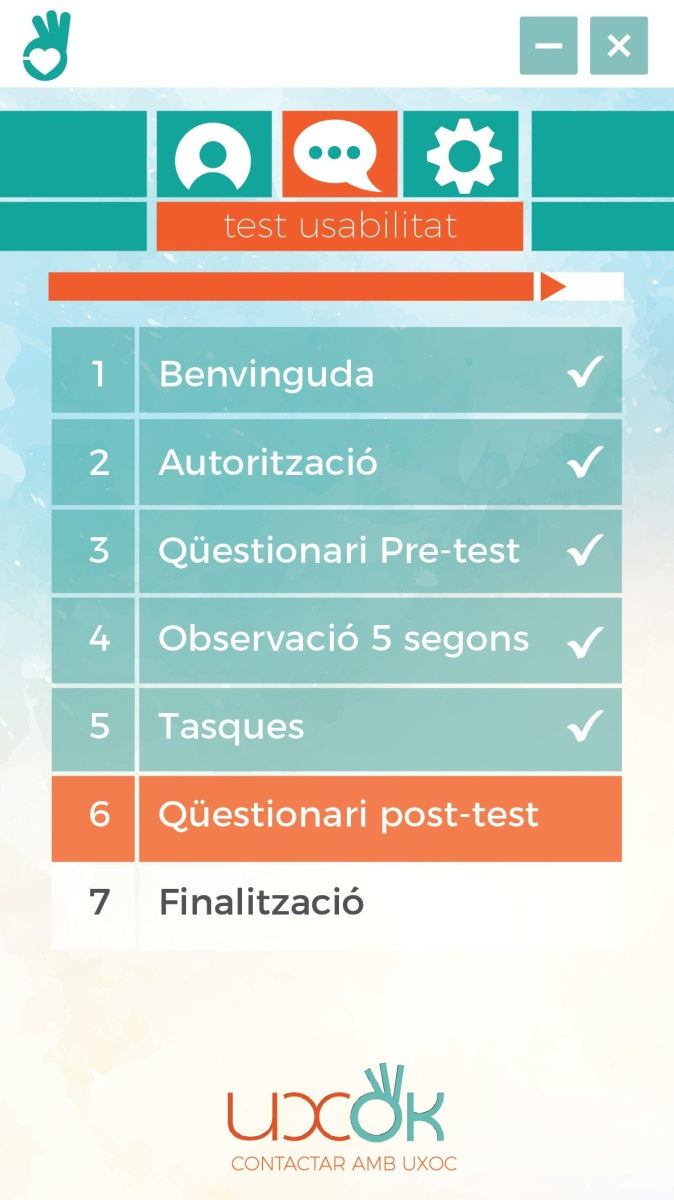 test usabilitat
1 Benvinguda
2 Autorització
3 Qüestionari Pre-test
4 Observació 5 segons
5 Tasques
6 Qüestionari post-test
7 Finalització
UXOK
CONTACTAR AMB UXOC